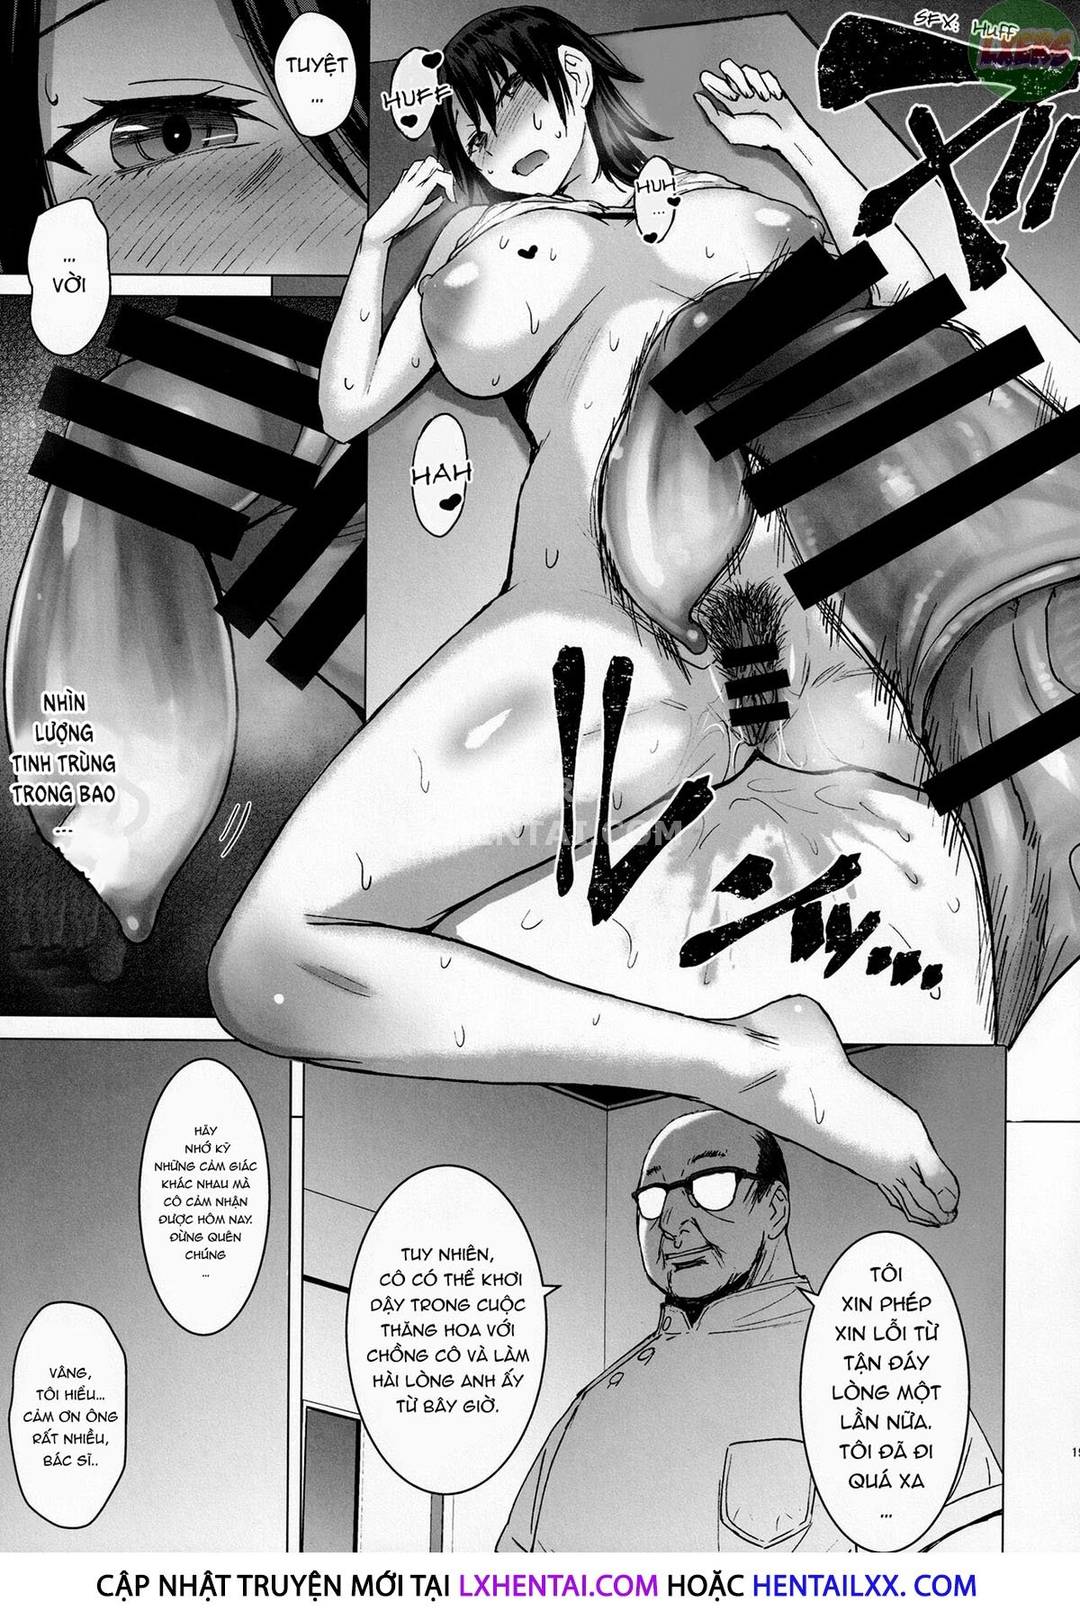 SFX: HUFF
TUYỆT
...
HUFF
HUH
...
...
VỜI
HAH
NHÌN
LƯỢNG
TINH TRÙNG
TRONG BAO
...
TÔI
XIN PHÉP
XIN LỖI TỪ
TẬN ĐÁY
LÒNG MỘT
LẦN NỮA.
TÔI ĐÃ ĐI
QUÁ XA
...
TUY NHIÊN,
CÔ CÓ THỂ KHƠI
DẬY TRONG CUỘC
THĂNG HOA VỚI
CHỒNG CÔ VÀ LÀM
HÀI LÒNG ANH ẤY
TỪ BÂY GIỜ.
HÃY
NHỚ KỸ
NHỮNG CẢM GIÁC
KHÁC NHAU MÀ
CÔ CẢM NHẬN
ĐƯỢC HÔM NAY.
ĐỪNG QUÊN
CHÚNG
...
VÂNG,
TÔI HIỂU...
CẢM ƠN ÔNG
RẤT NHIỀU,
BÁC SĨ..
CẬP NHẬT TRUYỆN MỚI TẠI LXHENTAI.COM HOẶC HENTAILXX. COM